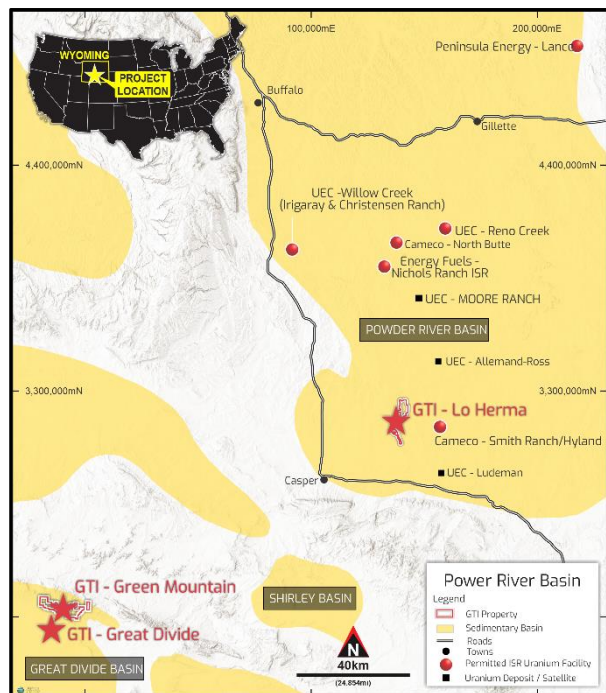 100,000mE
200,000mE
WYOMING
PROJECT
LOCATION
Peninsula Energy - Lance
Buffalo
Gillette
4,400,000mN
4,400,000mN
UEC -Willow Creek
(Irigaray & Christensen Ranch)
UEC - Reno Creek
Cameco - North Butte
Energy Fuels -
Nichols Ranch ISR
UEC - MOORE RANCH
POWDER RIVER BASIN
UEC - Allemand-Ross
3,300,000mN
3,300,000mN
GTI - Lo Herma
Cameco - Smith Ranch/Hyland
Casper
UEC - Ludeman
GTI - Green Mountain
GTI - Great Divide
SHIRLEY BASIN
GREAT DIVIDE BASIN
N
40km
(24.854mi)
Power River Basin
Legend
GTI Property
Sedimentary Basin
Roads
Towns
Permitted ISR Uranium Facility
Uranium Deposit / Satellite